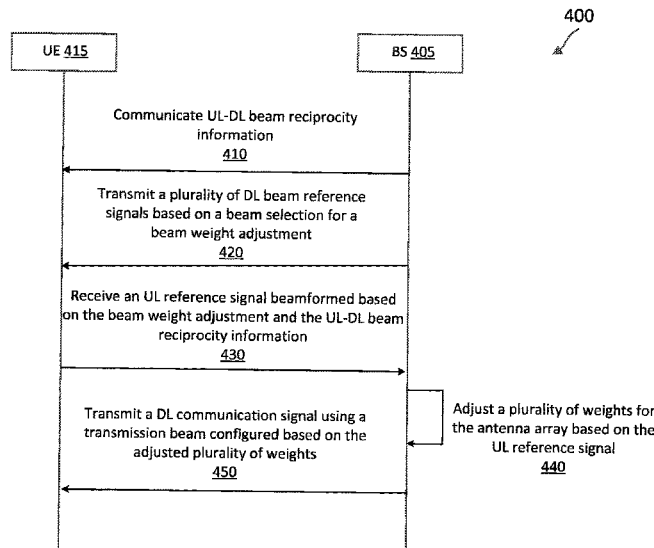 400
UE 415
BS 405
Communicate UL-DL beam reciprocity
information
410
Transmit a plurality of DL beam reference
signals based on a beam selection for a
beam weight adjustment
420
Receive an UL reference signal beamformed based
on the beam weight adjustment and the UL-DL beam
reciprocity information
430
Transmit a DL communication signal using a
transmission beam configured based on the
adjusted plurality of weights
450
Adjust a plurality of weights for
the antenna array based on the
UL reference signal
440